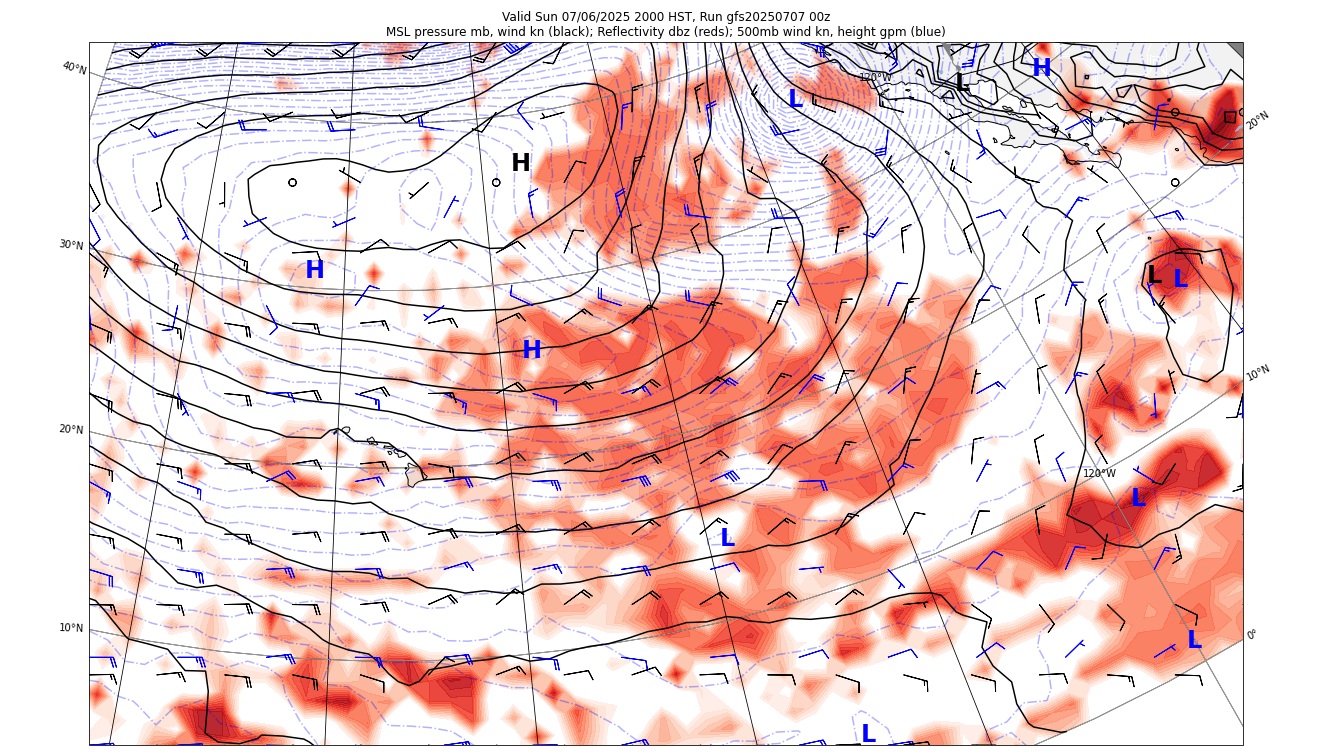 Valid Sun 07/06/2025 2000 HST, Run gfs20250707 00z
MSL pressure mb, wind kn (black); Reflectivity dbz (reds); 500mb wind kn, height gpm (blue)
40°N
120°W
L
H
L
20°N
H
30°N
H
L
L
H
10°N
20°N
120°W
L
L
10°N
0°
L
L